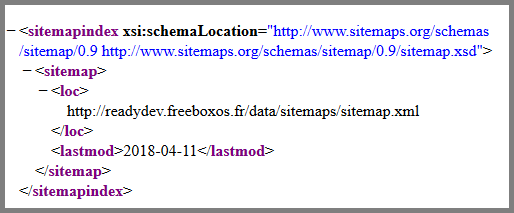 −<sitemapindex xsi:schemaLocation="http://www.sitemaps.org/schemas
/sitemap/0.9 http://www.sitemaps.org/schemas/sitemap/0.9/sitemap.xsd">
−<sitemap>
−<loc>
http://readydev.freeboxos.fr/data/sitemaps/sitemap.xml
</loc>
<lastmod>2018-04-11</lastmod>
</sitemap>
</sitemapindex>